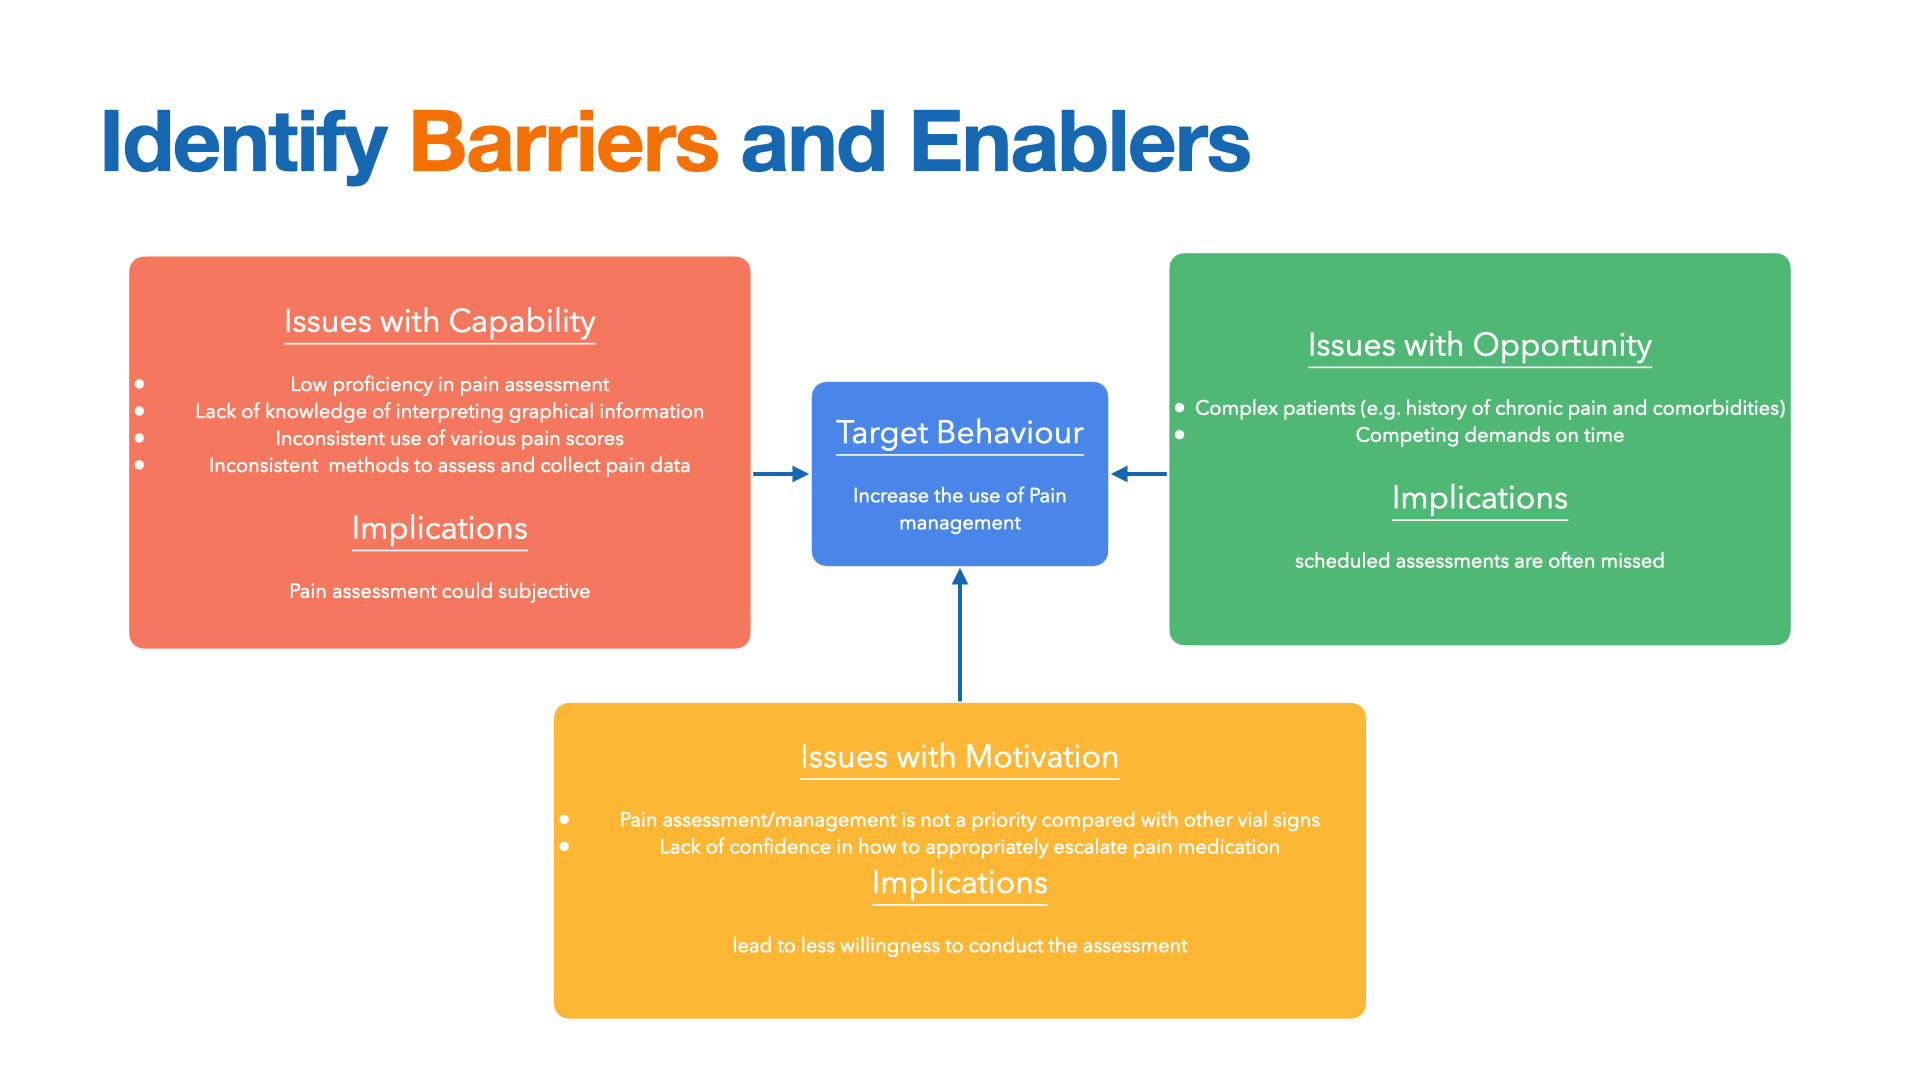 Identify Barriers and Enablers
Issues with Capability
Low proficiency in pain assessment
Lack of knowledge of interpreting graphical information
Inconsistent use of various pain scores
Inconsistent  methods to assess and collect pain data
Implications
Pain assessment could subjective
Target Behaviour
Increase the use of Pain
management
Issues with Opportunity
Complex patients (e.g. history of chronic pain and comorbidities)
Competing demands on time
Implications
scheduled assessments are often missed
Issues with Motivation
Pain assessment/management is not a priority compared with other vial signs
Lack of confidence in how to appropriately escalate pain medication
Implications
lead to less willingness to conduct the assessment